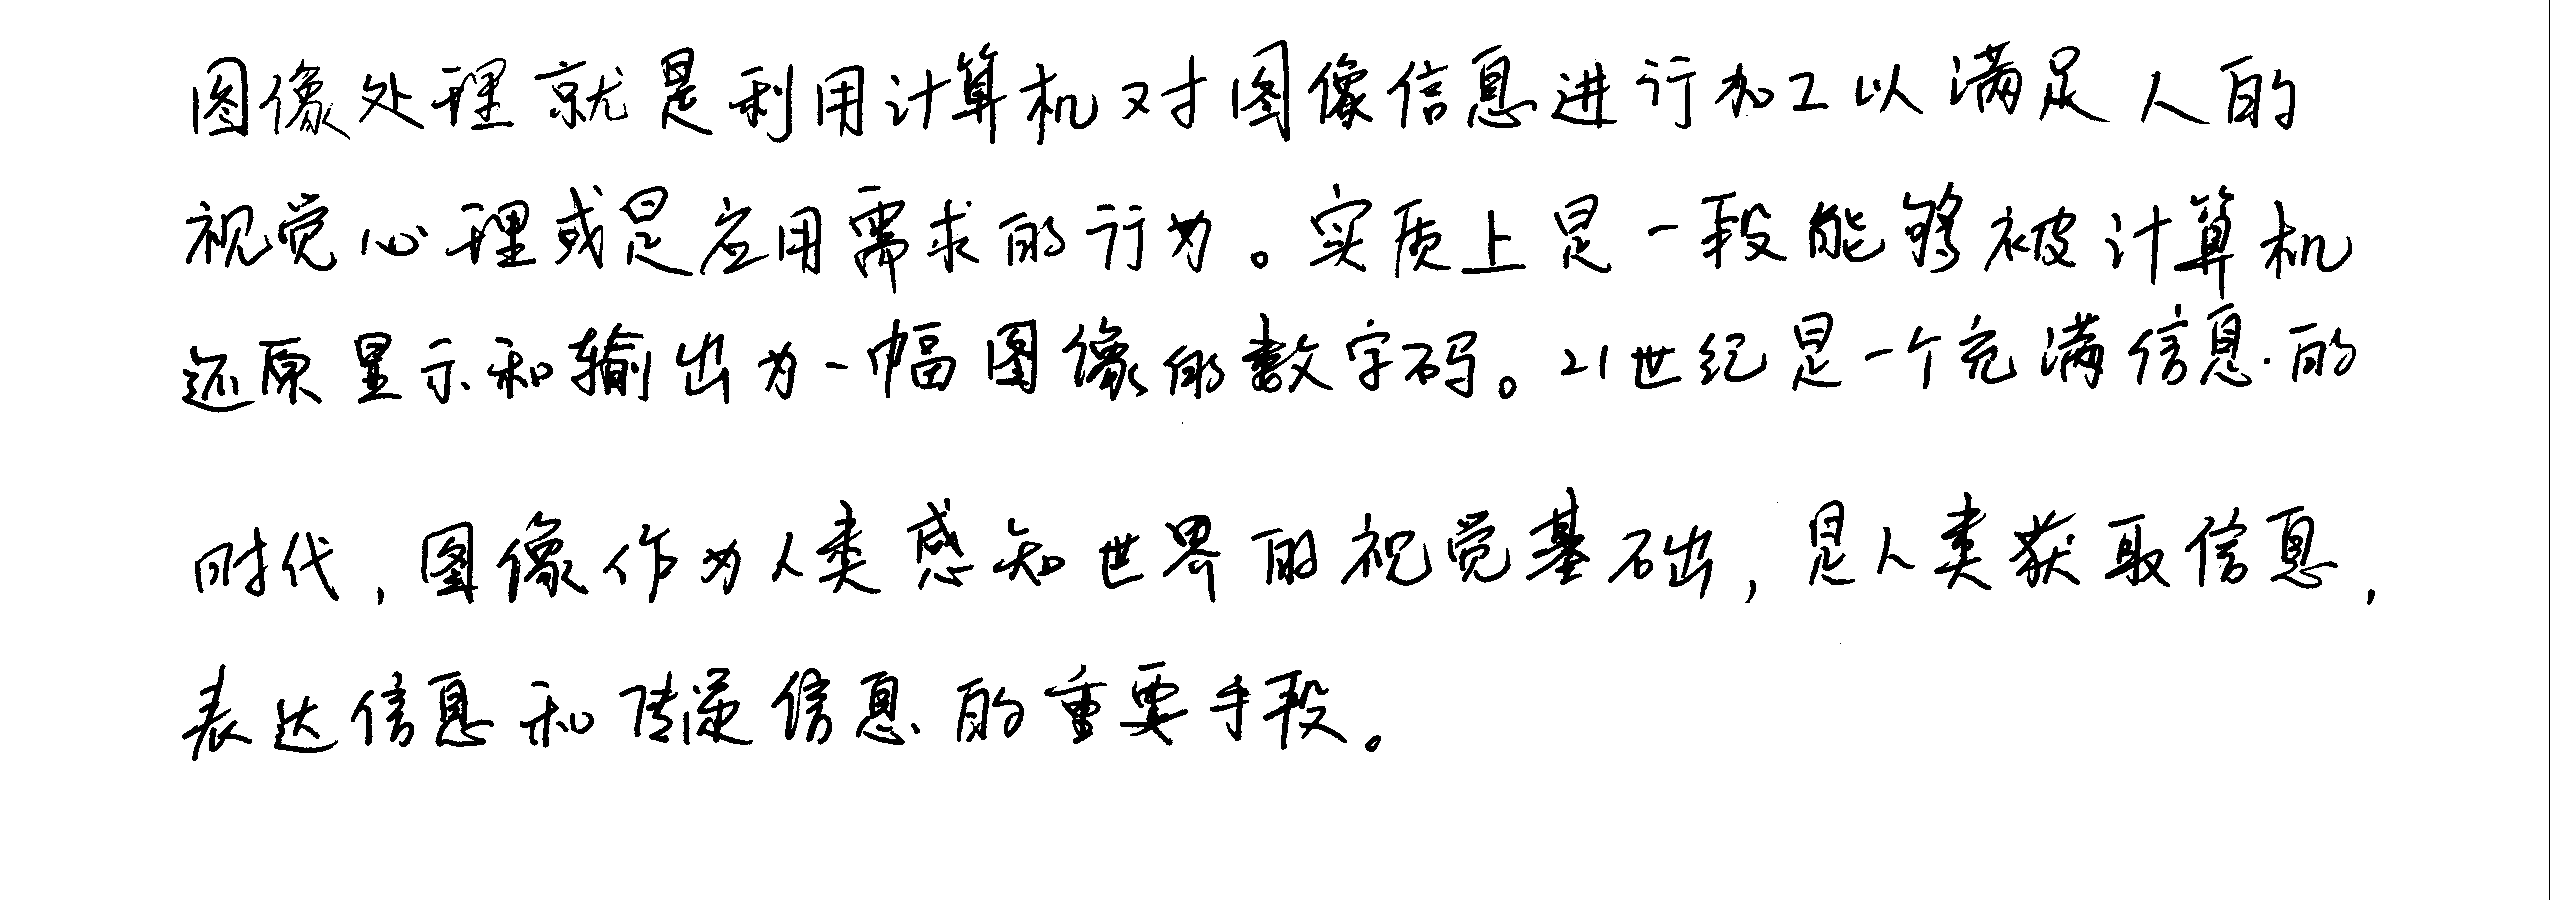 图像处理就是利用计算机对图像信息进行加工以满足人的
视觉心理或是应用需求的行为。实质上是一段能够被计算机
还原显示和输出为一幅图像的数字码。21世纪是一个充满信息的
时代,图像作为人类感知世界的视觉基础,是人类获取信息,
表达信息和传递信息的重要手段。